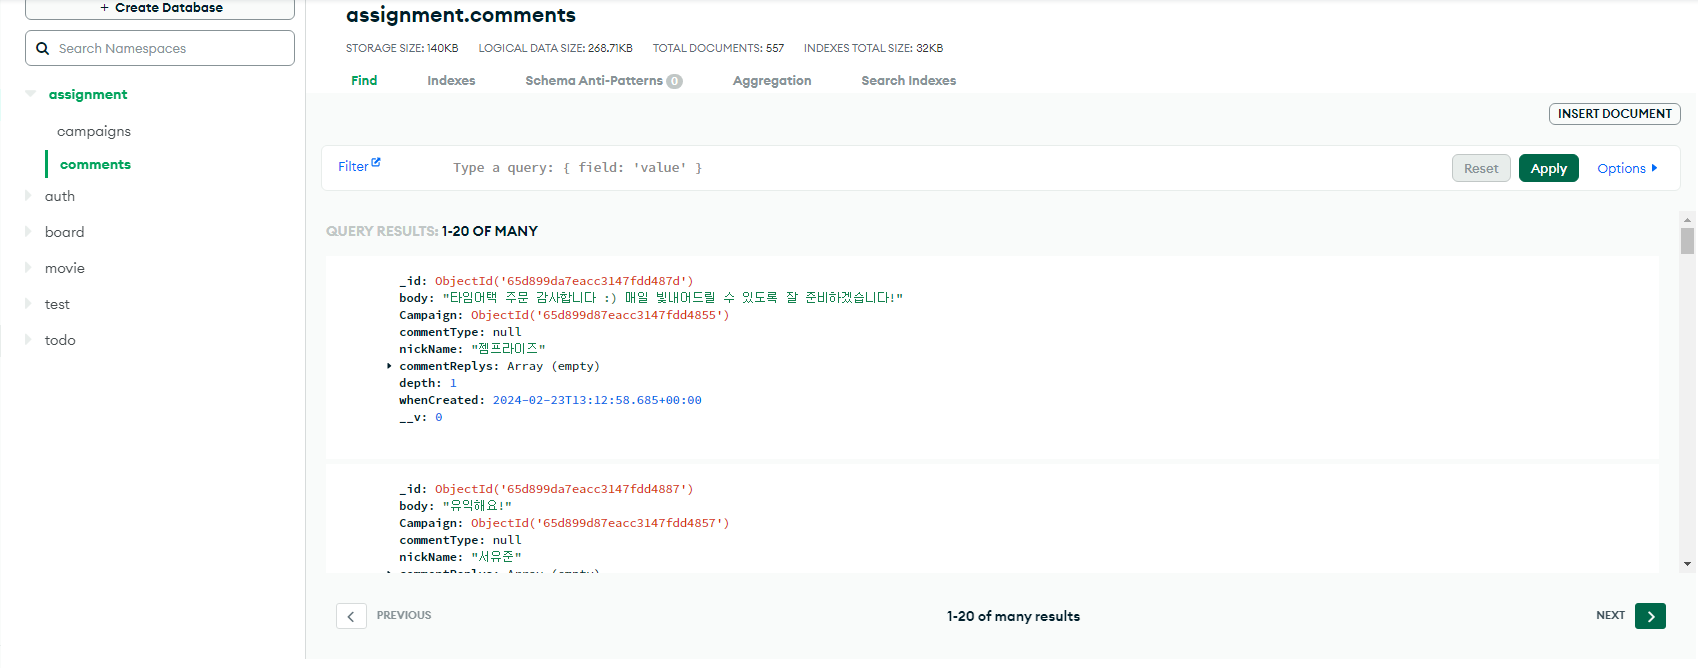 + Create Database
Search Namespaces
assignment
campaigns
comments
auth
board
movie
test
todo
assignment.comments
STORAGE SIZE: 140KB LOGICAL DATA SIZE: 268.71KB TOTAL DOCUMENTS: 557 INDEXES TOTAL SIZE: 32KB
Find Indexes Schema Anti-Patterns 0 Aggregation Search Indexes
INSERT DOCUMENT
Filter Type a query: { field: 'value' } Reset Apply Options
QUERY RESULTS: 1-20 OF MANY
_id: ObjectId('65d899da7eacc3147fdd487d')
body: "타임어택 주문 감사합니다 :) 매일 빛내어드릴 수 있도록 잘 준비하겠습니다!"
Campaign: ObjectId('65d899d87eacc3147fdd4855')
commentType: null
nickName: "젬프라이즈"
commentReplys: Array (empty)
depth: 1
whenCreated: 2024-02-23T13:12:58.685+00:00
__v: 0
_id: ObjectId('65d899da7eacc3147fdd4887')
body: "유익해요!"
Campaign: ObjectId('65d899d87eacc3147fdd4857')
commentType: null
nickName: "서유준"
commentReplys: Array (empty)
PREVIOUS 1-20 of many results NEXT